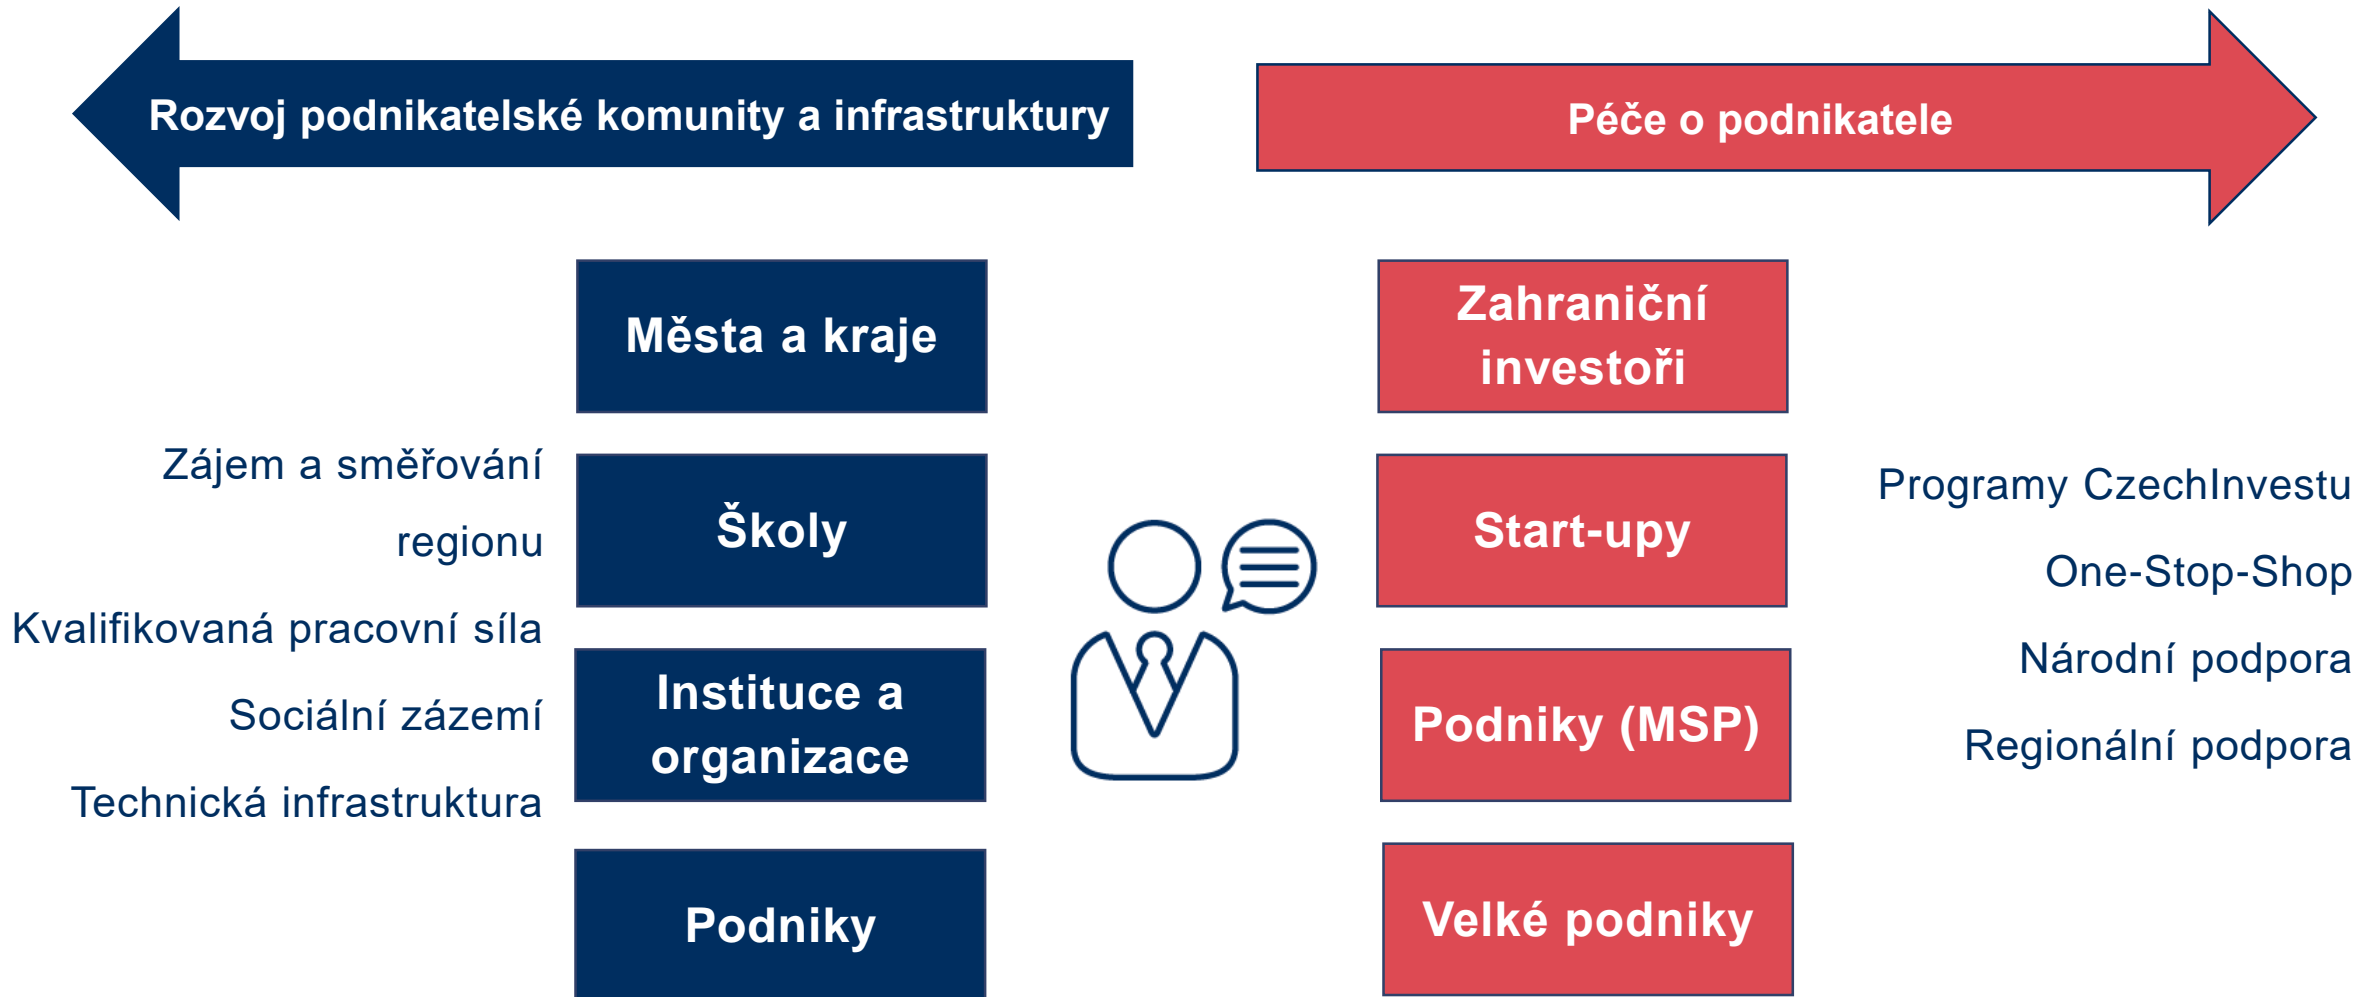 Rozvoj podnikatelské komunity a infrastruktury
Péče o podnikatele
Města a kraje
Školy
Instituce a
organizace
Podniky
Zájem a směřování
regionu
Kvalifikovaná pracovní síla
Sociální zázemí
Technická infrastruktura
Zahraniční
investoři
Start-upy
Podniky (MSP)
Velké podniky
Programy CzechInvestu
One-Stop-Shop
Národní podpora
Regionální podpora